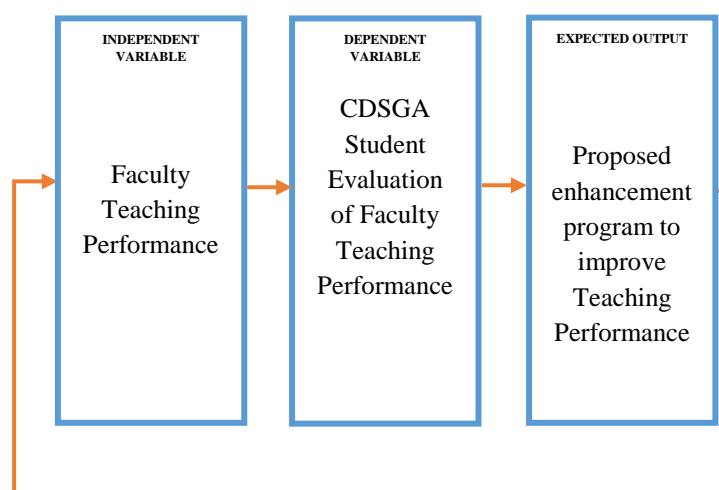 INDEPENDENT
VARIABLE
Faculty
Teaching
Performance
DEPENDENT
VARIABLE
CDSGA
Student
Evaluation
of Faculty
Teaching
Performance
EXPECTED OUTPUT
Proposed
enhancement
program to
improve
Teaching
Performance